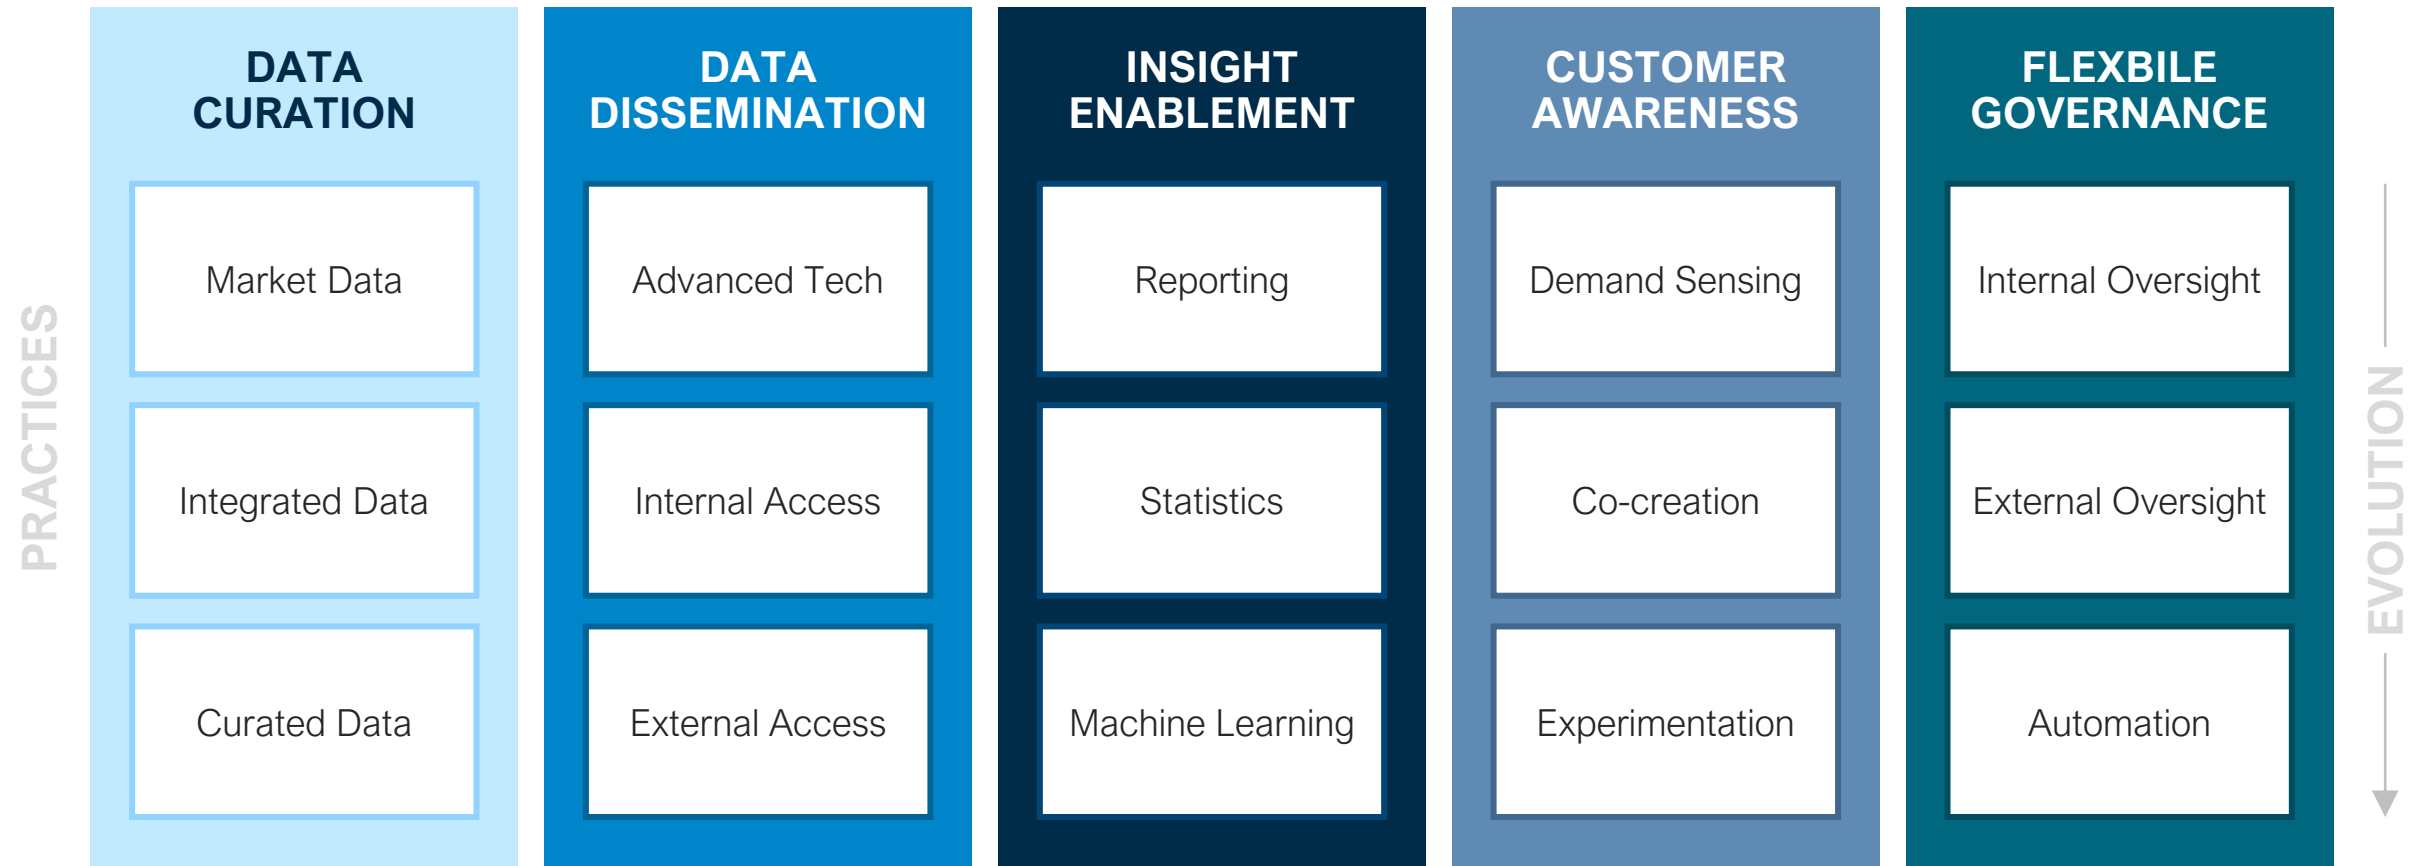 PRACTICES
DATA
CURATION
Market Data
Integrated Data
Curated Data
DATA
DISSEMINATION
Advanced Tech
Internal Access
External Access
INSIGHT
ENABLEMENT
Reporting
Statistics
Machine Learning
CUSTOMER
AWARENESS
Demand Sensing
Co-creation
Experimentation
FLEXBILE
GOVERNANCE
Internal Oversight
External Oversight
Automation
EVOLUTION